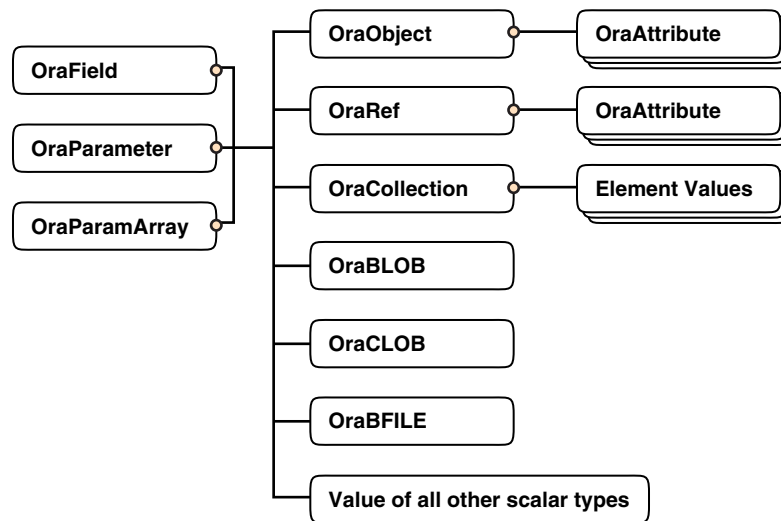 OraField
OraParameter
OraParamArray
OraObject
OraAttribute
OraRef
OraAttribute
OraCollection
Element Values
OraBLOB
OraCLOB
OraBFILE
Value of all other scalar types